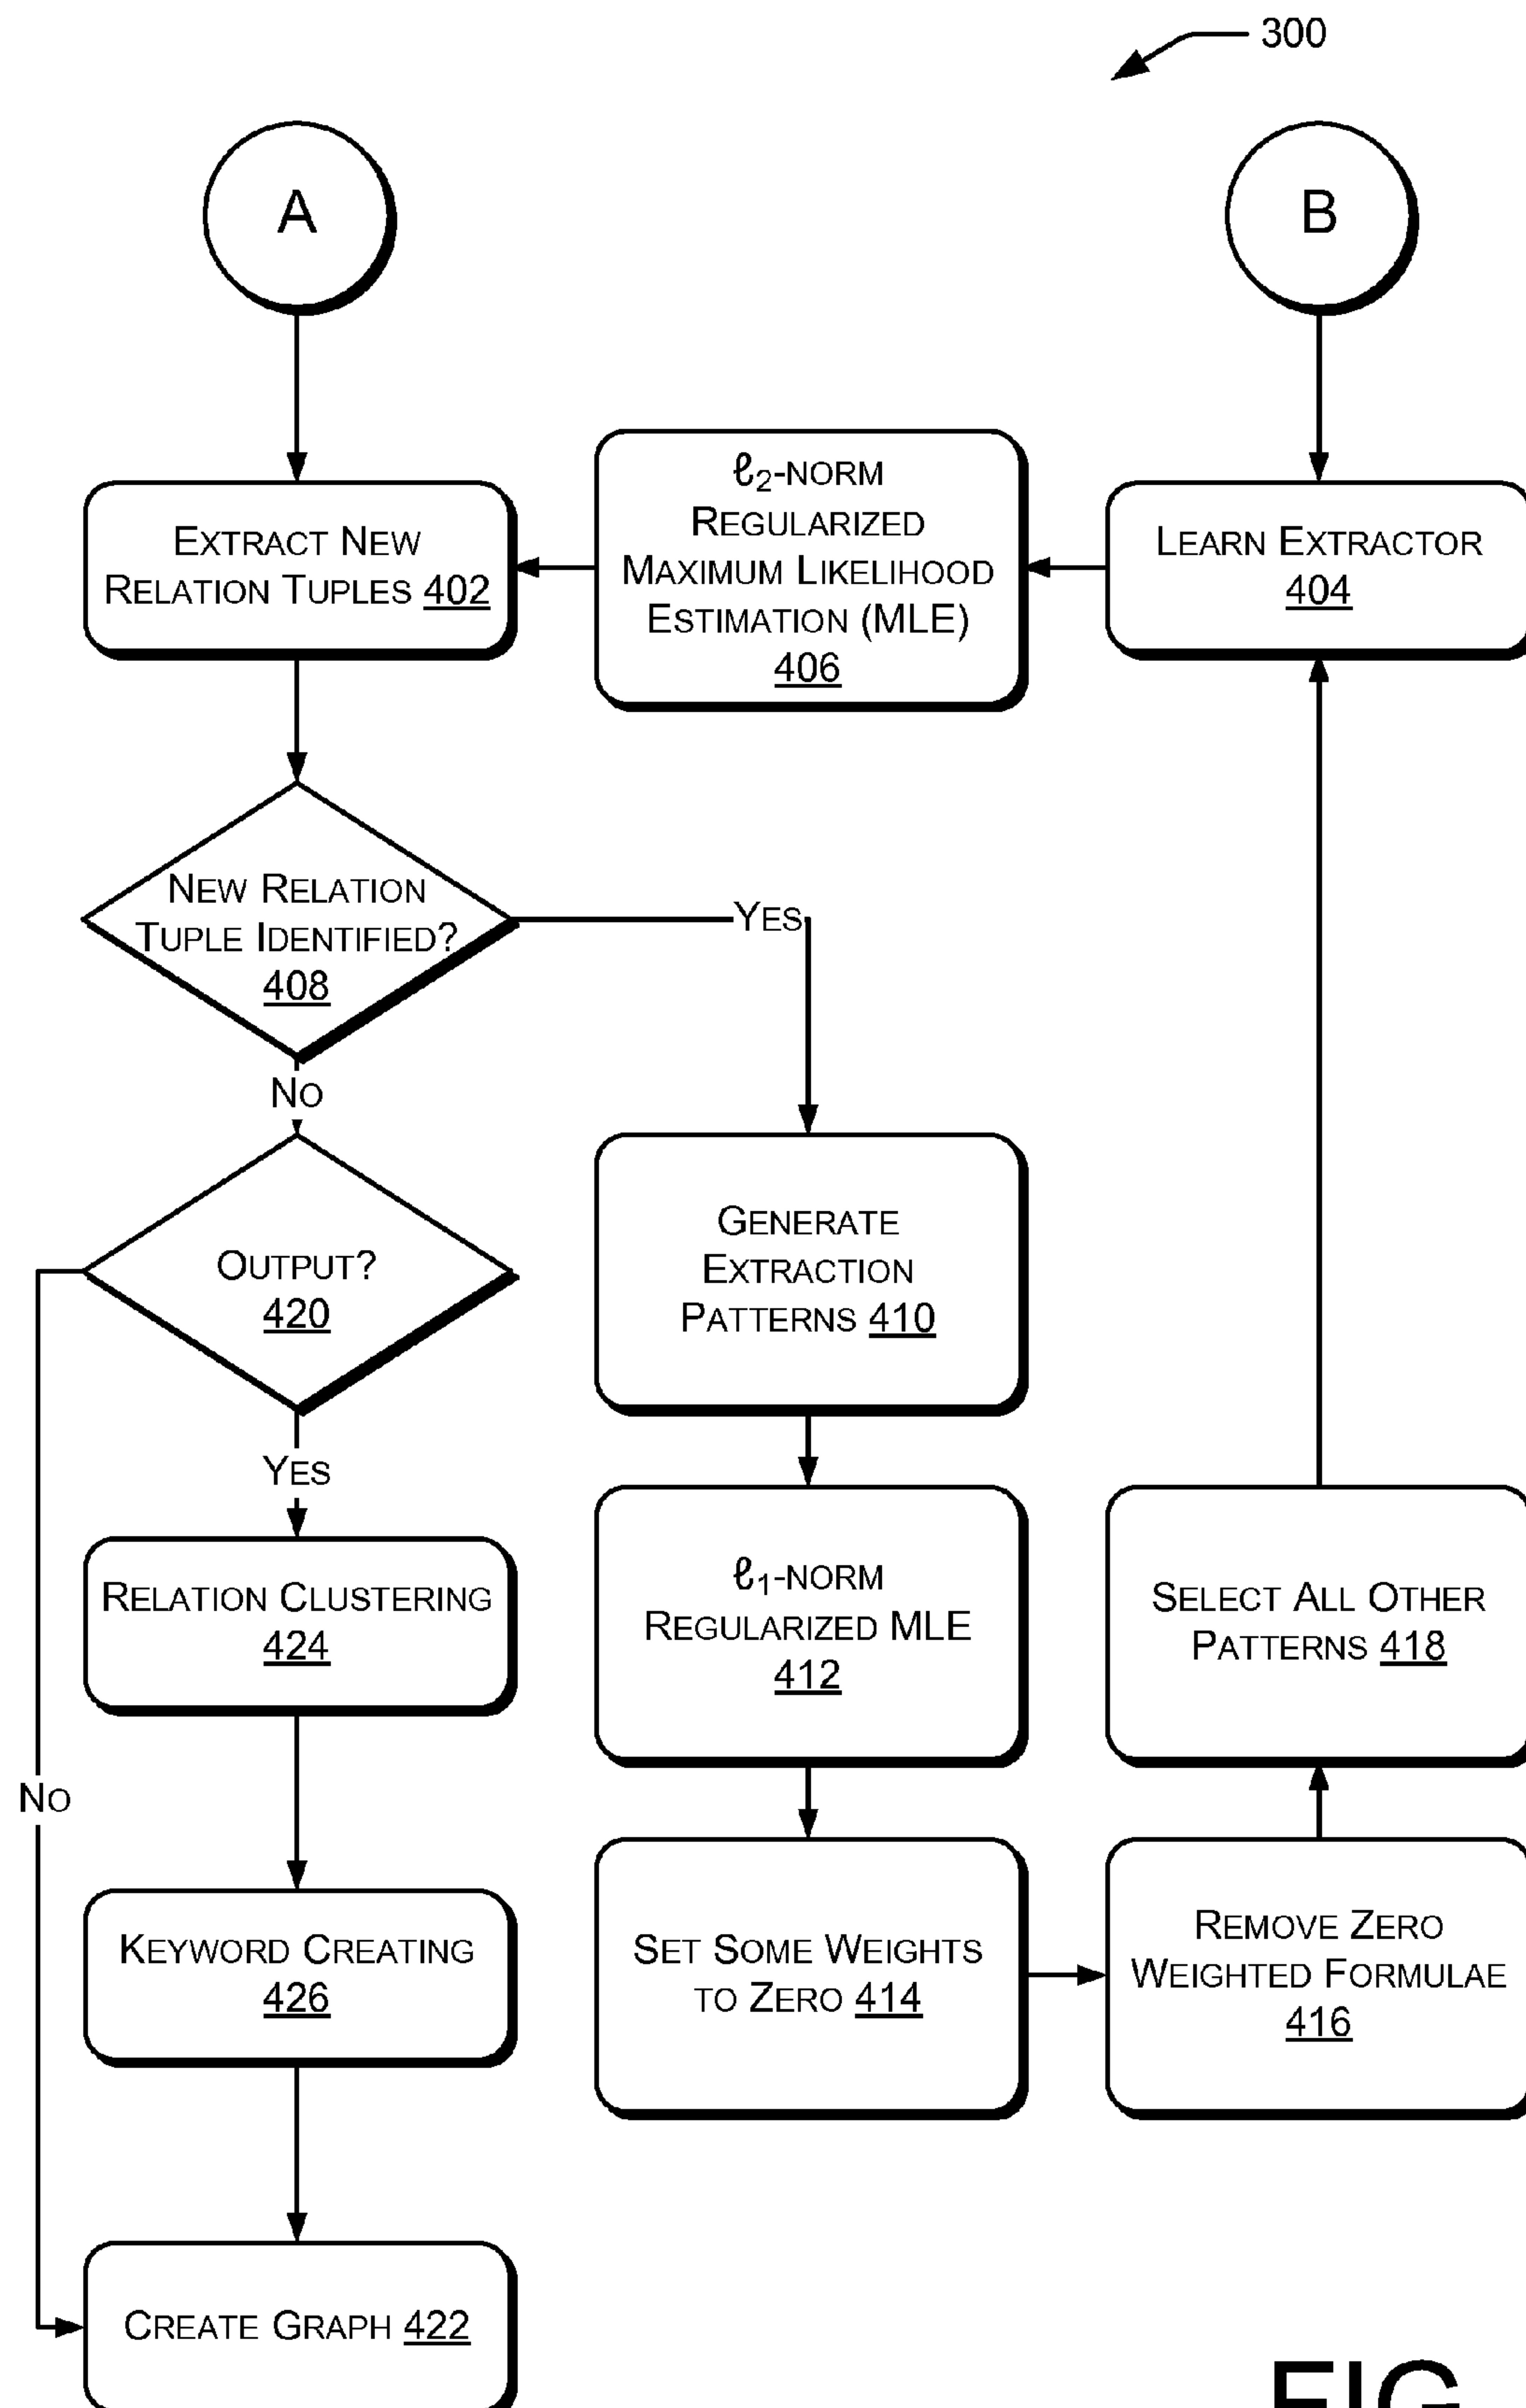 300
A
B
Extract New
Relation Tuples 402
ℓ2-norm
Regularized
Maximum Likelihood
Estimation (MLE)
406
Learn Extractor
404
New Relation
Tuple Identified?
408
Yes
No
Output?
420
Generate
Extraction
Patterns 410
Yes
Relation Clustering
424
ℓ1-norm
Regularized MLE
412
Select All Other
Patterns 418
No
Keyword Creating
426
Set Some Weights
to Zero 414
Remove Zero
Weighted Formulae
416
Create Graph 422
FIG